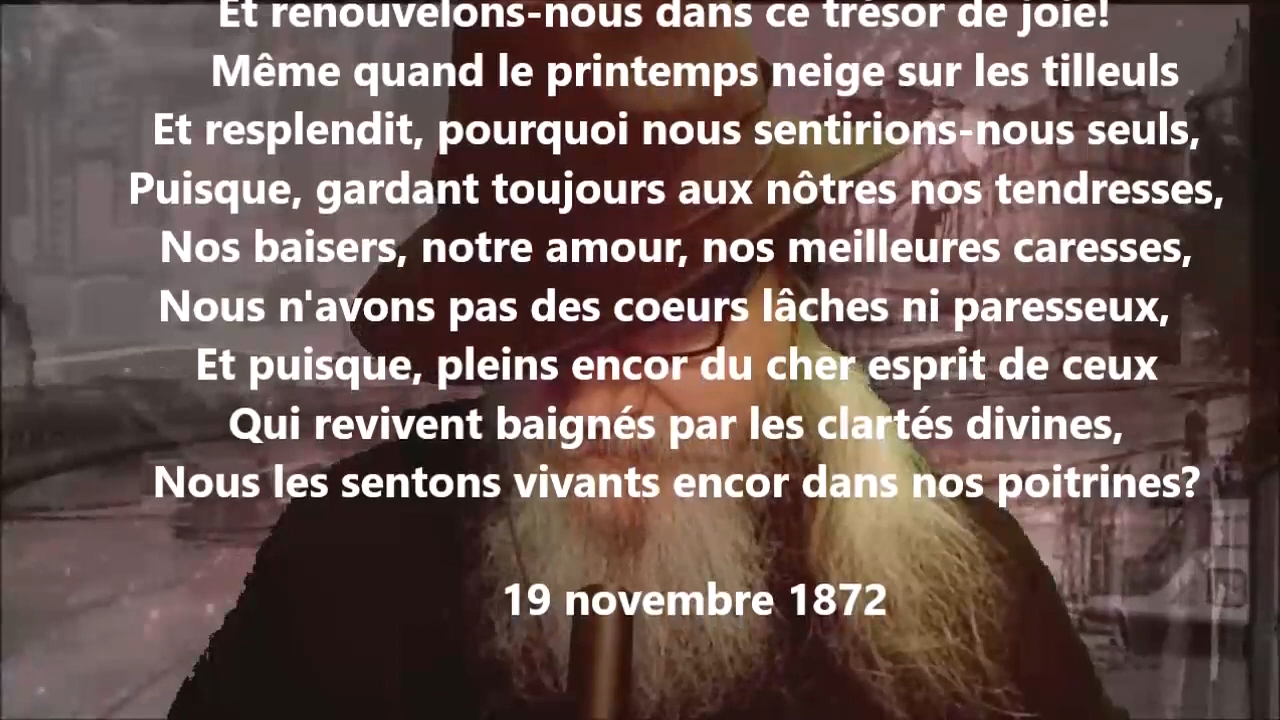 Et renouvelons-nous dans ce trésor de joie!
Même quand le printemps neige sur les tilleuls
Et resplendit, pourquoi nous sentirions-nous seuls,
Puisque, gardant toujours aux nôtres nos tendresses,
Nos baisers, notre amour, nos meilleures caresses,
Nous n'avons pas des coeurs lâches ni paresseux,
Et puisque, pleins encor du cher esprit de ceux
Qui revivent baignés par les clartés divines,
Nous les sentons vivants encor dans nos poitrines?
19 novembre 1872